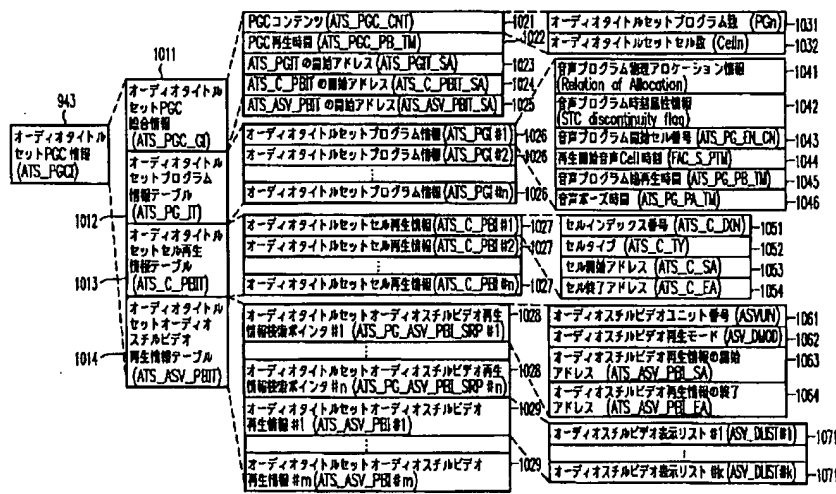 943
オーディオタイトル
セットPGC 情報
(ATS_PGCI)
1011
オーディオタイトル
セットPGC
総合情報
(ATS_PGC_GI)
オーディオタイトル
セットプログラム
情報テーブル
(ATS_PG_IT)
1012
オーディオタイトル
セットセル再生
情報テーブル
(ATS_C_PBIT)
1013
オーディオタイトル
セットオーディオ
スチルビデオ
再生情報テーブル
(ATS_ASV_PBIT)
1014
PGCコンテンツ (ATS_PGC_CNT)
1021
PGC再生時間 (ATS_PGC_PB_TM)
1022
ATS_PGITの開始アドレス (ATS_PGIT_SA)
1023
ATS_C_PBITの開始アドレス (ATS_C_PBIT_SA)
1024
ATS_ASV_PBITの開始アドレス (ATS_ASV_PBIT_SA)
1025
オーディオタイトルセットプログラム情報 (ATS_PGI #1)
1026
オーディオタイトルセットプログラム情報 (ATS_PGI #2)
1026
⋮
オーディオタイトルセットプログラム情報 (ATS_PGI #n)
1026
オーディオタイトルセットセル再生情報 (ATS_C_PBI #1)
1027
オーディオタイトルセットセル再生情報 (ATS_C_PBI #2)
1027
⋮
オーディオタイトルセットセル再生情報 (ATS_C_PBI #n)
1027
オーディオタイトルセットオーディオスチルビデオ再生
情報検索ポインタ #1 (ATS_PG_ASV_PBI_SRP #1)
1028
⋮
オーディオタイトルセットオーディオスチルビデオ再生
情報検索ポインタ #n (ATS_PG_ASV_PBI_SRP #n)
1028
オーディオタイトルセットオーディオスチルビデオ
再生情報 #1 (ATS_ASV_PBI #1)
1029
⋮
オーディオタイトルセットオーディオスチルビデオ
再生情報 #m (ATS_ASV_PBI #m)
1029
オーディオタイトルセットプログラム数 (PGn)
1031
オーディオタイトルセットセル数 (Celln)
1032
音声プログラム物理アロケーション情報
(Relation of Allocation)
1041
音声プログラム時刻属性情報
(STC discontinuity flag)
1042
音声プログラム開始セル番号 (ATS_PG_EN_CN)
1043
再生開始音声Cell時刻 (FAC_S_PTM)
1044
音声プログラム総再生時間 (ATS_PG_PB_TM)
1045
音声ポーズ時間 (ATS_PG_PA_TM)
1046
セルインデックス番号 (ATS_C_IXN)
1051
セルタイプ (ATS_C_TY)
1052
セル開始アドレス (ATS_C_SA)
1053
セル終了アドレス (ATS_C_EA)
1054
オーディオスチルビデオユニット番号 (ASVUN)
1061
オーディオスチルビデオ再生モード (ASV_DMOD)
1062
オーディオスチルビデオ再生情報の開始
アドレス (ATS_ASV_PBI_SA)
1063
オーディオスチルビデオ再生情報の終了
アドレス (ATS_ASV_PBI_EA)
1064
オーディオスチルビデオ表示リスト #1 (ASV_DLIST#1)
1071
⋮
オーディオスチルビデオ表示リスト #k (ASV_DLIST#k)
1071